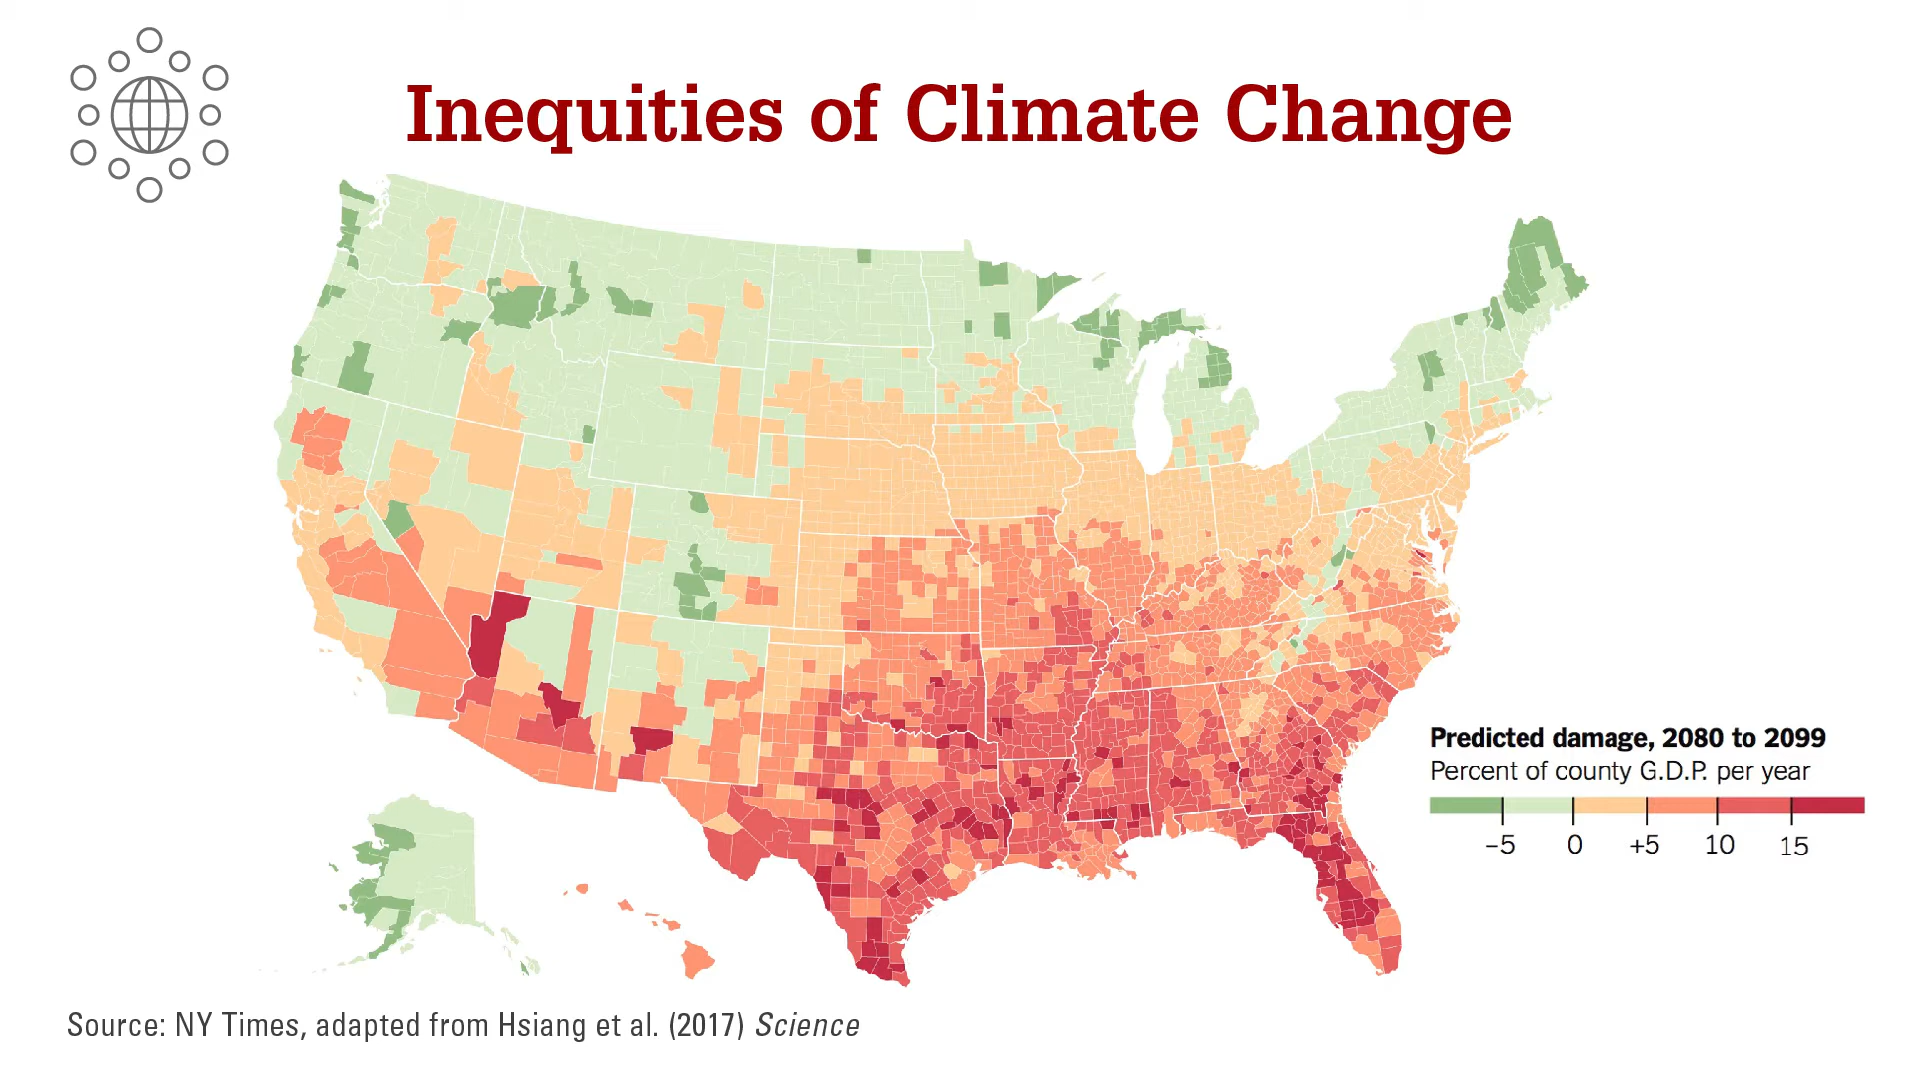 Inequities of Climate Change
Predicted damage, 2080 to 2099
Percent of county G.D.P. per year
−5 0 +5 10 15
Source: NY Times, adapted from Hsiang et al. (2017) Science